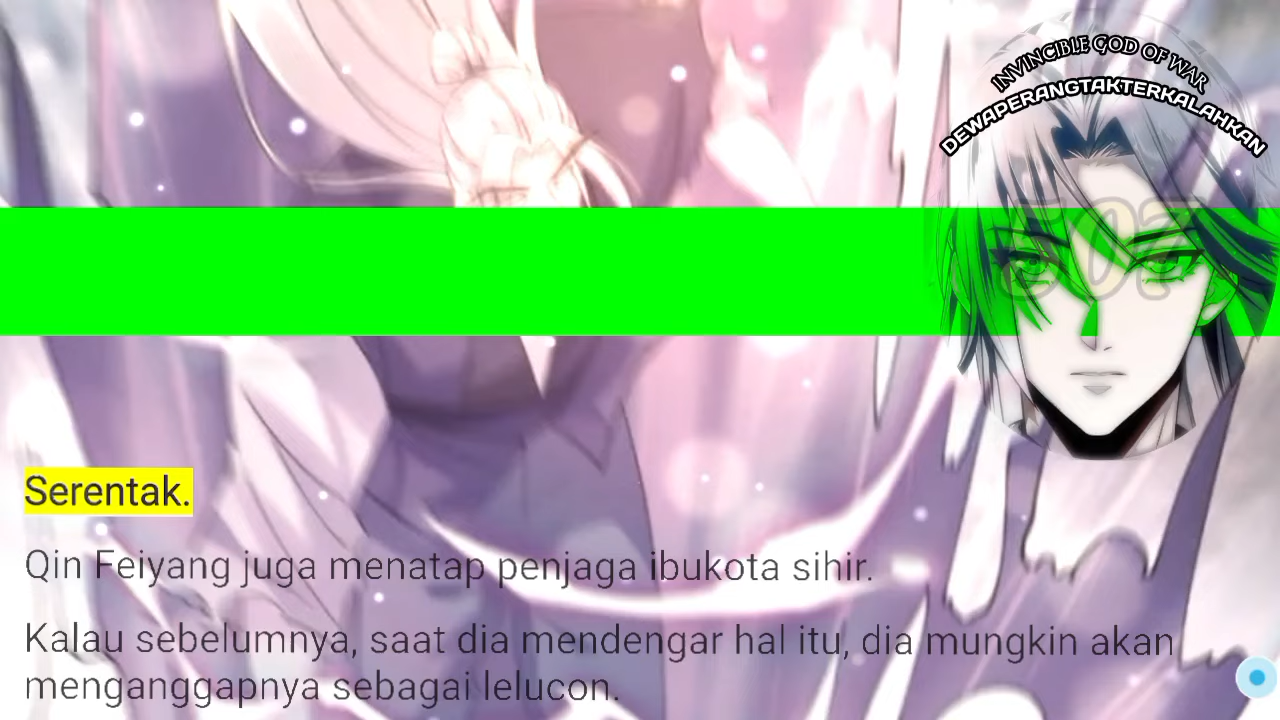 INVINCIBLE GOD OF WAR
DEWAPERANGTAKTERKALAHKAN
507
Serentak.
Qin Feiyang juga menatap penjaga ibukota sihir.
Kalau sebelumnya, saat dia mendengar hal itu, dia mungkin akan
menganggapnya sebagai lelucon.